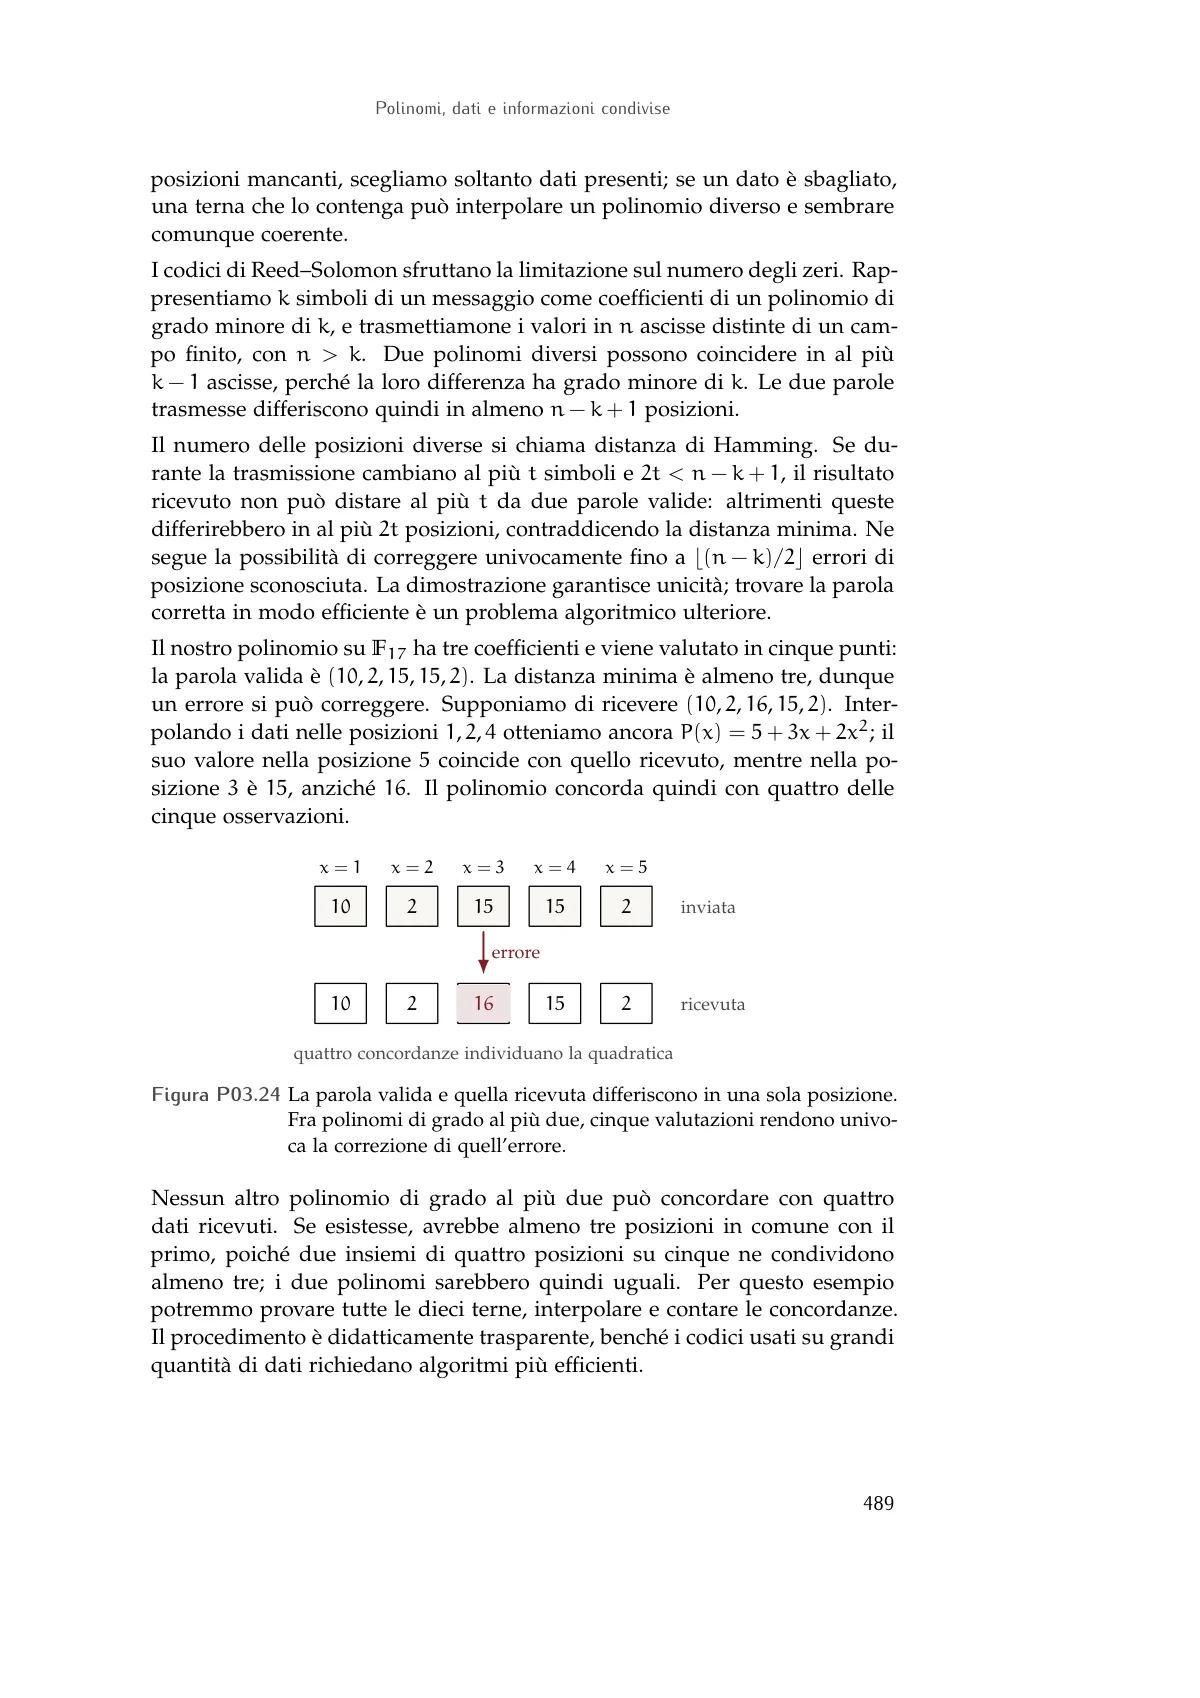 Polinomi, dati e informazioni condivise
posizioni mancanti, scegliamo soltanto dati presenti; se un dato è sbagliato,
una terna che lo contenga può interpolare un polinomio diverso e sembrare
comunque coerente.
I codici di Reed–Solomon sfruttano la limitazione sul numero degli zeri. Rap-
presentiamo k simboli di un messaggio come coefficienti di un polinomio di
grado minore di k, e trasmettiamone i valori in n ascisse distinte di un cam-
po finito, con n > k. Due polinomi diversi possono coincidere in al più
k − 1 ascisse, perché la loro differenza ha grado minore di k. Le due parole
trasmesse differiscono quindi in almeno n − k + 1 posizioni.
Il numero delle posizioni diverse si chiama distanza di Hamming. Se du-
rante la trasmissione cambiano al più t simboli e 2t < n − k + 1, il risultato
ricevuto non può distare al più t da due parole valide: altrimenti queste
differirebbero in al più 2t posizioni, contraddicendo la distanza minima. Ne
segue la possibilità di correggere univocamente fino a ⌊(n − k)/2⌋ errori di
posizione sconosciuta. La dimostrazione garantisce unicità; trovare la parola
corretta in modo efficiente è un problema algoritmico ulteriore.
Il nostro polinomio su 𝔽₁₇ ha tre coefficienti e viene valutato in cinque punti:
la parola valida è (10, 2, 15, 15, 2). La distanza minima è almeno tre, dunque
un errore si può correggere. Supponiamo di ricevere (10, 2, 16, 15, 2). Inter-
polando i dati nelle posizioni 1, 2, 4 otteniamo ancora P(x) = 5 + 3x + 2x²; il
suo valore nella posizione 5 coincide con quello ricevuto, mentre nella po-
sizione 3 è 15, anziché 16. Il polinomio concorda quindi con quattro delle
cinque osservazioni.
x = 1 x = 2 x = 3 x = 4 x = 5
10 2 15 15 2 inviata
errore
10 2 16 15 2 ricevuta
quattro concordanze individuano la quadratica
Figura P03.24 La parola valida e quella ricevuta differiscono in una sola posizione.
Fra polinomi di grado al più due, cinque valutazioni rendono univo-
ca la correzione di quell'errore.
Nessun altro polinomio di grado al più due può concordare con quattro
dati ricevuti. Se esistesse, avrebbe almeno tre posizioni in comune con il
primo, poiché due insiemi di quattro posizioni su cinque ne condividono
almeno tre; i due polinomi sarebbero quindi uguali. Per questo esempio
potremmo provare tutte le dieci terne, interpolare e contare le concordanze.
Il procedimento è didatticamente trasparente, benché i codici usati su grandi
quantità di dati richiedano algoritmi più efficienti.
489